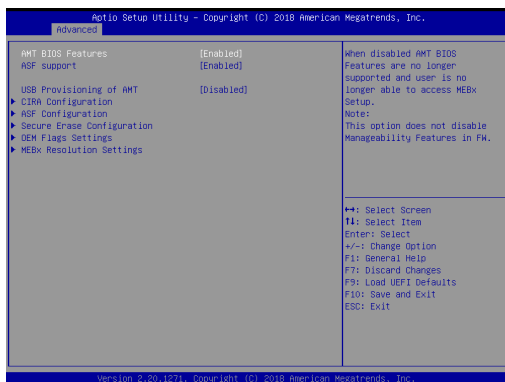 Aptio Setup Utility – Copyright (C) 2018 American Megatrends, Inc.
Advanced
AMT BIOS Features [Enabled]
ASF support [Enabled]
USB Provisioning of AMT [Disabled]
CIRA Configuration
ASF Configuration
Secure Erase Configuration
OEM Flags Settings
MEBx Resolution Settings
When disabled AMT BIOS
Features are no longer
supported and user is no
longer able to access MEBx
Setup.
Note:
This option does not disable
Manageability Features in FW.
↔: Select Screen
↑↓: Select Item
Enter: Select
+/-: Change Option
F1: General Help
F7: Discard Changes
F9: Load UEFI Defaults
F10: Save and Exit
ESC: Exit
Version 2.20.1271. Copyright (C) 2018 American Megatrends, Inc.